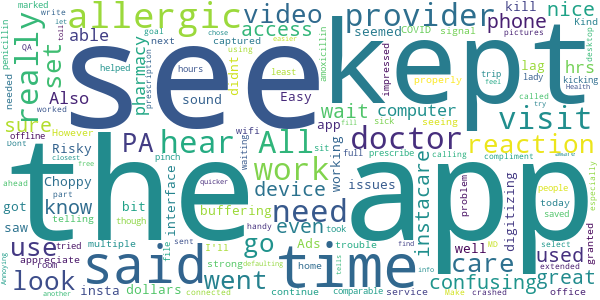 allergic video provider nice kill let marked write penicillin
really set able access phone hrs
see kept
QA goal captured next chose using easier
seemed COVID signal desktop pictures Kind
pharmacy prescription helped hours didnt lag trip lady feel
needed worked Also sound Easy at least amoxicillin impressed properly kicking Health
sure offline However hear All wait computer called try visit
Risky PA app seeing doctor reaction
Dont closest Choppy pinch work full prescribe sick sit fill
free wifi waiting working calling
the app
ahead part know device issues compliment aware
got bit telling interface buffering need even instacare digitizing problem people today saved especially
saw though multiple quicker
use tried file said time go Ads trouble well used select granted
appreciate strong I'll handy took home care confusing great
Annoying room look sent went tells find info MD extended
another insta dollars connected defaulting continue comparable service Make crashed office